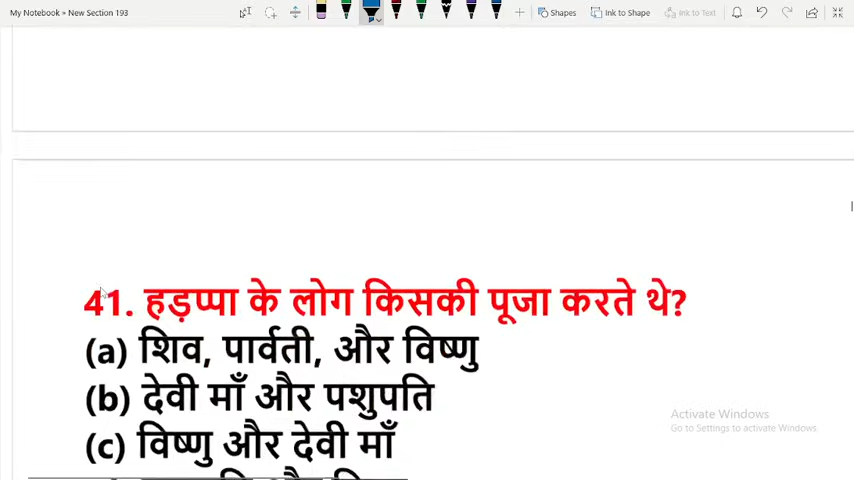 My Notebook » New Section 193
Shapes
Ink to Shape
Ink to Text
41. हड़प्पा के लोग किसकी पूजा करते थे?
(a) शिव, पार्वती, और विष्णु
(b) देवी माँ और पशुपति
(c) विष्णु और देवी माँ
Activate Windows
Go to Settings to activate Windows.